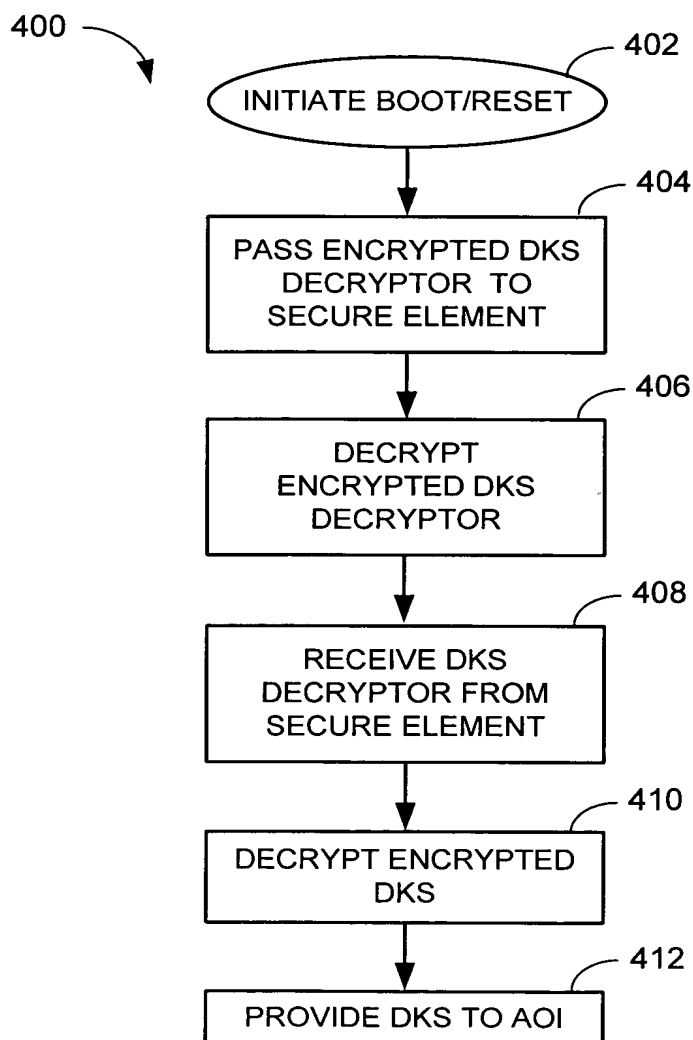 400
402
INITIATE BOOT/RESET
404
PASS ENCRYPTED DKS
DECRYPTOR TO
SECURE ELEMENT
406
DECRYPT
ENCRYPTED DKS
DECRYPTOR
408
RECEIVE DKS
DECRYPTOR FROM
SECURE ELEMENT
410
DECRYPT ENCRYPTED
DKS
412
PROVIDE DKS TO AOI